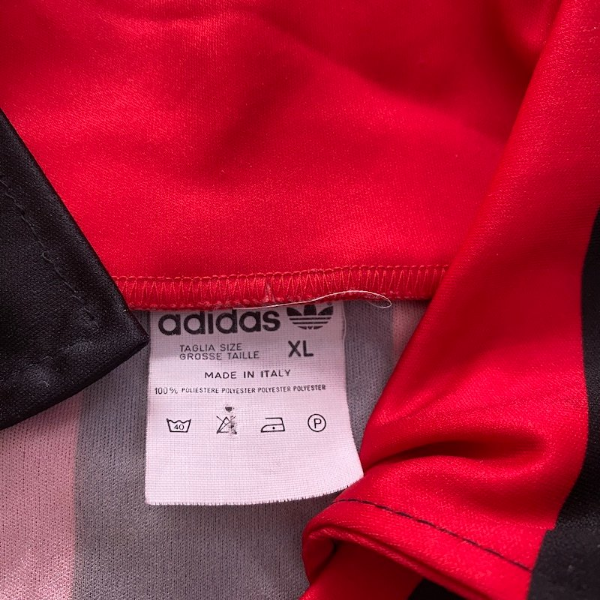 adidas
TAGLIA SIZE
GROSSE TAILLE XL
MADE IN ITALY
100% POLIESTERE POLYESTER POLYESTER POLYESTER
40 P